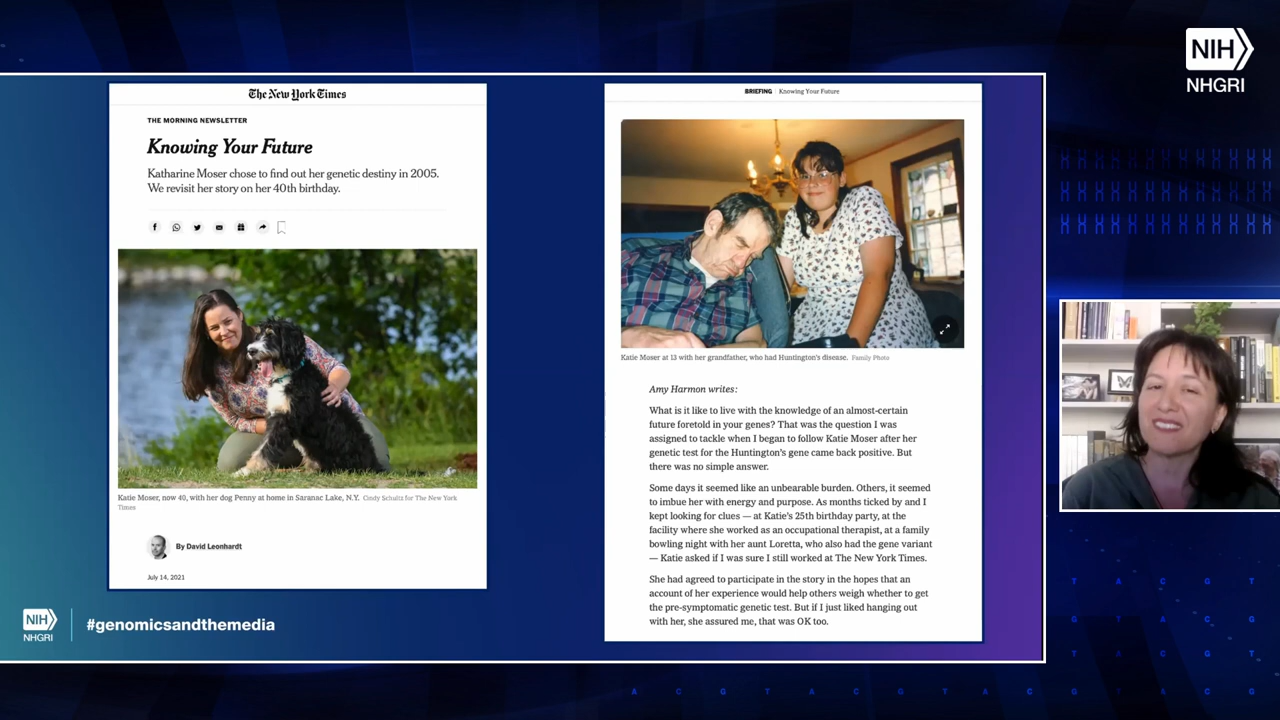 NIH
NHGRI
The New York Times
THE MORNING NEWSLETTER
Knowing Your Future
Katharine Moser chose to find out her genetic destiny in 2005.
We revisit her story on her 40th birthday.
Katie Moser, now 40, with her dog Penny at home in Saranac Lake, N.Y. Cindy Schultz for The New York
Times
By David Leonhardt
July 14, 2021
BRIEFING | Knowing Your Future
Katie Moser at 13 with her grandfather, who had Huntington's disease. Family Photo
Amy Harmon writes:
What is it like to live with the knowledge of an almost-certain
future foretold in your genes? That was the question I was
assigned to tackle when I began to follow Katie Moser after her
genetic test for the Huntington's gene came back positive. But
there was no simple answer.
Some days it seemed like an unbearable burden. Others, it seemed
to imbue her with energy and purpose. As months ticked by and I
kept looking for clues — at Katie's 25th birthday party, at the
facility where she worked as an occupational therapist, at a family
bowling night with her aunt Loretta, who also had the gene variant
— Katie asked if I was sure I still worked at The New York Times.
She had agreed to participate in the story in the hopes that an
account of her experience would help others weigh whether to get
the pre-symptomatic genetic test. But if I just liked hanging out
with her, she assured me, that was OK too.
NIH
NHGRI
#genomicsandthemedia
T A C G T
A C G T A C G T A C G T A C G